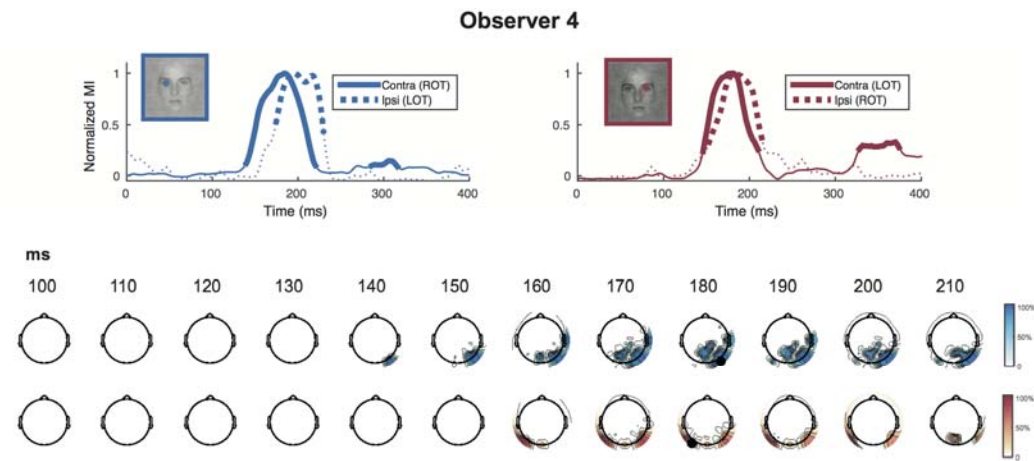 Observer 4
Normalized MI
1
0.5
0
Contra (ROT)
Ipsi (LOT)
0 100 200 300 400
Time (ms)
1
0.5
0
Contra (LOT)
Ipsi (ROT)
0 100 200 300 400
Time (ms)
ms
100 110 120 130 140 150 160 170 180 190 200 210
100%
50%
0%
100%
50%
0%